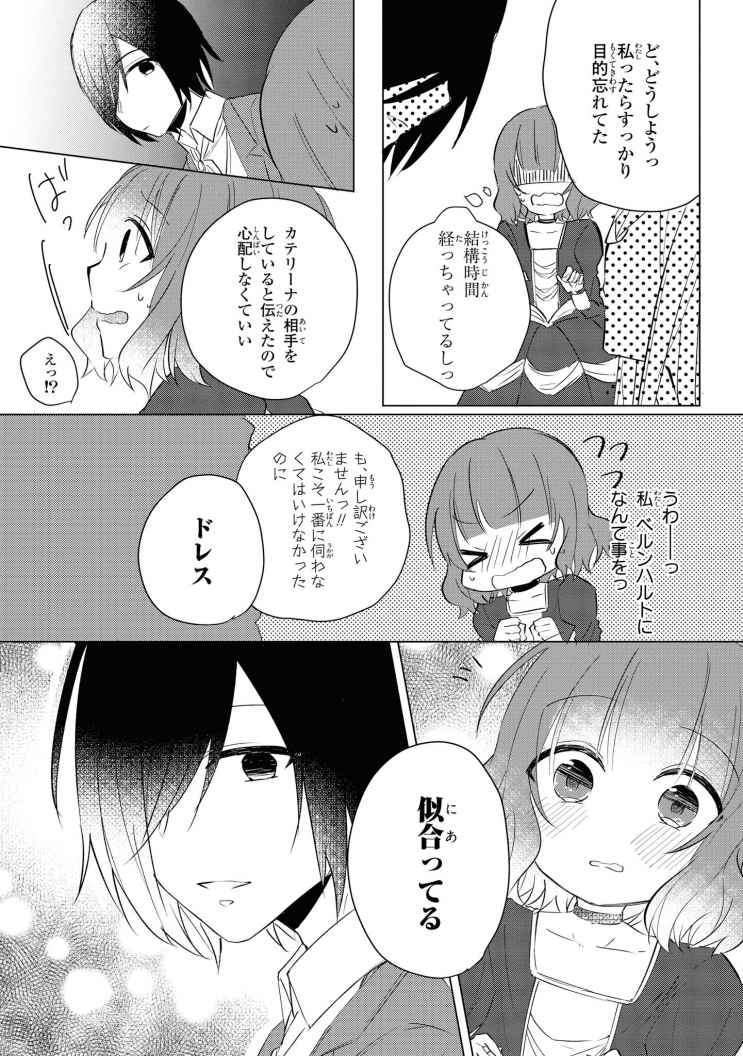 ど、どうしようっ
私ったらすっかり
目的忘れてた
結構時間
経っちゃってるしっ
カテリーナの相手を
していると伝えたので
心配しなくていい
ばっ
えっ!?
うわ――っ
私 ベルンハルトに
なんて事をっ
も、申し訳ござい
ませんっ!!
私こそ一番に伺わな
くてはいけなかった
のに
ドレス
似合ってる